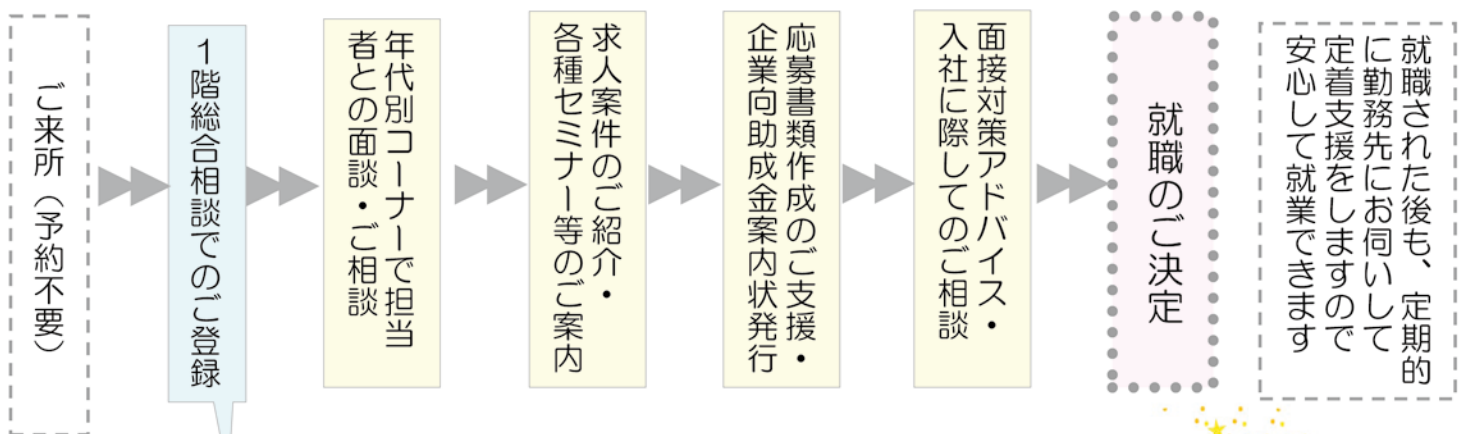 ご来所（予約不要）
１階総合相談でのご登録
年代別コーナーで担当
者との面談・ご相談
求人案件のご紹介・
各種セミナー等のご案内
応募書類作成のご支援・
企業向助成金案内状発行
面接対策アドバイス・
入社に際してのご相談
就職のご決定
就職された後も、定期的
に勤務先にお伺いして
定着支援をしますので
安心して就業できます